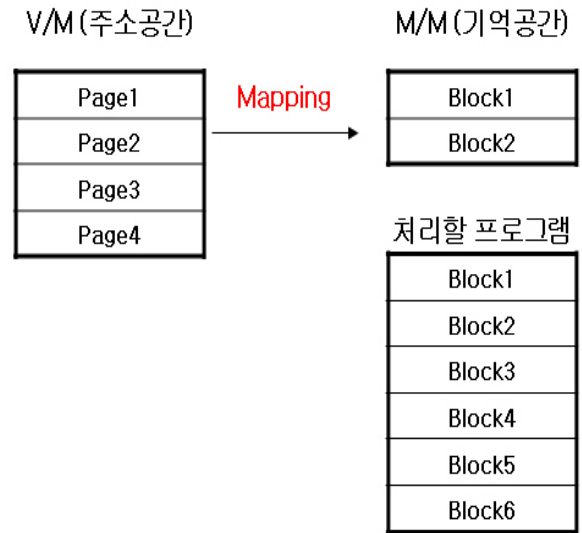 V/M(주소공간)
Page1
Page2
Page3
Page4
Mapping
M/M(기억공간)
Block1
Block2
처리할 프로그램
Block1
Block2
Block3
Block4
Block5
Block6